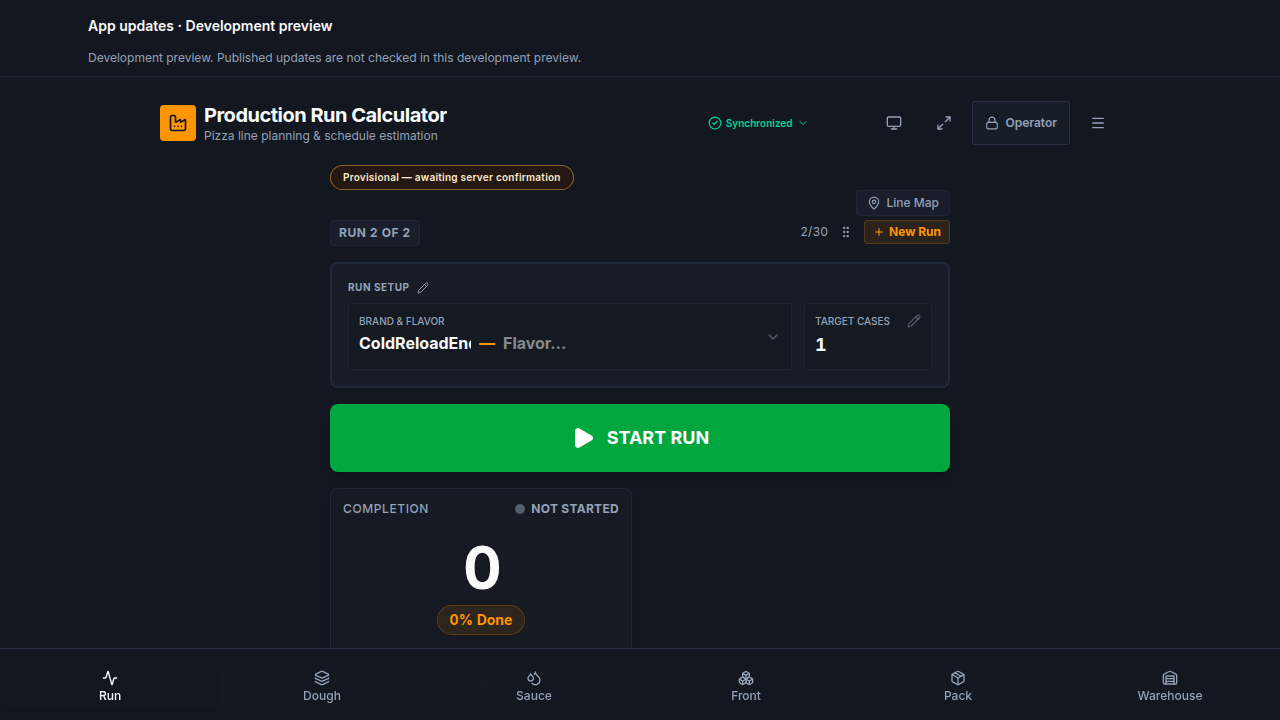 App updates · Development preview
Development preview. Published updates are not checked in this development preview.
Production Run Calculator
Pizza line planning & schedule estimation
Synchronized
Operator
Provisional — awaiting server confirmation
Line Map
RUN 2 OF 2
2/30
New Run
RUN SETUP
BRAND & FLAVOR
ColdReloadEn — Flavor...
TARGET CASES
1
START RUN
COMPLETION
NOT STARTED
0
0% Done
Run
Dough
Sauce
Front
Pack
Warehouse